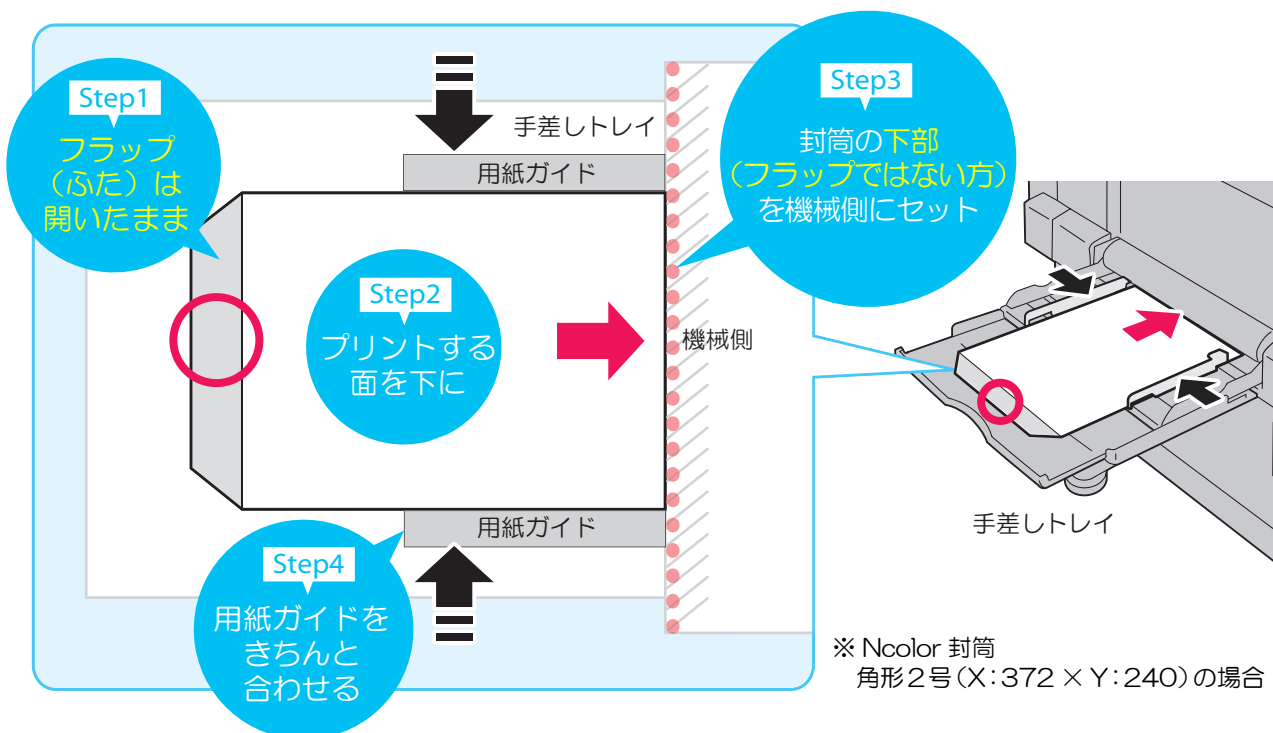 Step1
フラップ
（ふた）は
開いたまま
手差しトレイ
用紙ガイド
Step2
プリントする
面を下に
Step3
封筒の下部
（フラップではない方）
を機械側にセット
機械側
用紙ガイド
Step4
用紙ガイドを
きちんと
合わせる
手差しトレイ
※ Ncolor 封筒
角形２号（X：372 × Y：240）の場合